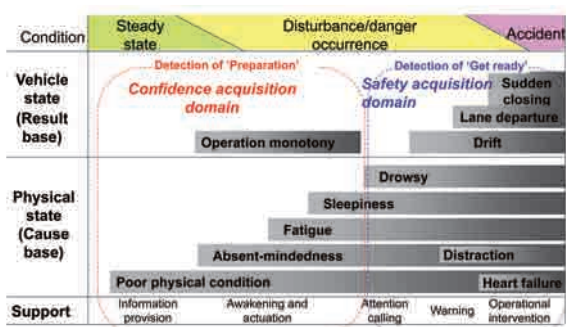 Condition
Steady
state
Disturbance/danger
occurrence
Accident
Detection of 'Preparation'
Confidence acquisition
domain
Detection of 'Get ready'
Safety acquisition
domain
Vehicle
state
(Result
base)
Sudden
closing
Lane departure
Operation monotony
Drift
Physical
state
(Cause
base)
Drowsy
Sleepiness
Fatigue
Absent-mindedness
Distraction
Poor physical condition
Heart failure
Support
Information
provision
Awakening and
actuation
Attention
calling
Warning
Operational
intervention